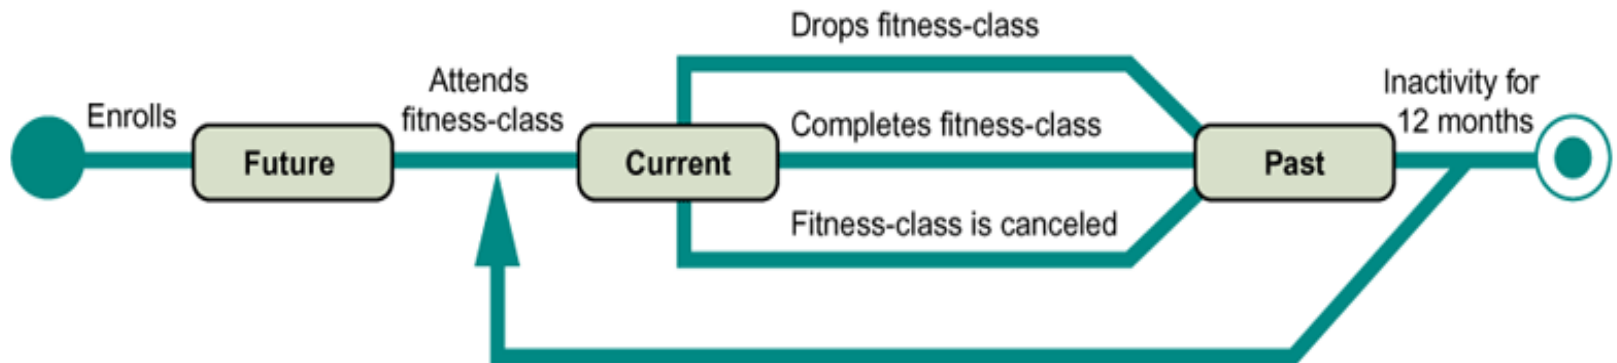 Enrolls
Future
Attends
fitness-class
Current
Drops fitness-class
Completes fitness-class
Fitness-class is canceled
Past
Inactivity for
12 months